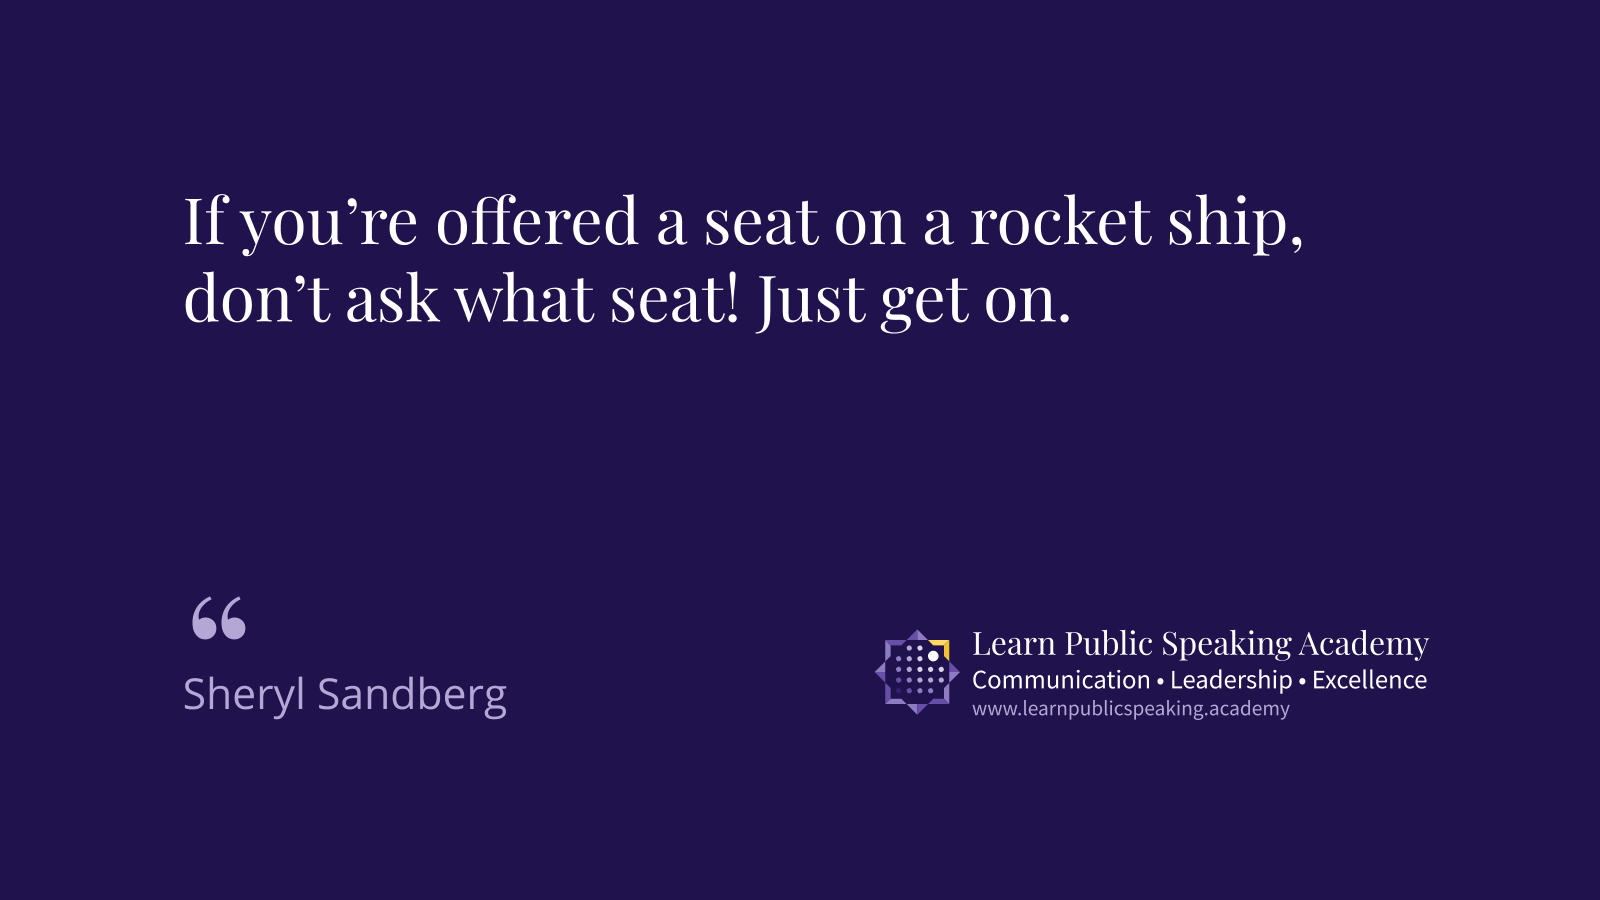 If you’re offered a seat on a rocket ship,
don’t ask what seat! Just get on.
“
Sheryl Sandberg
Learn Public Speaking Academy
Communication • Leadership • Excellence
www.learnpublicspeaking.academy